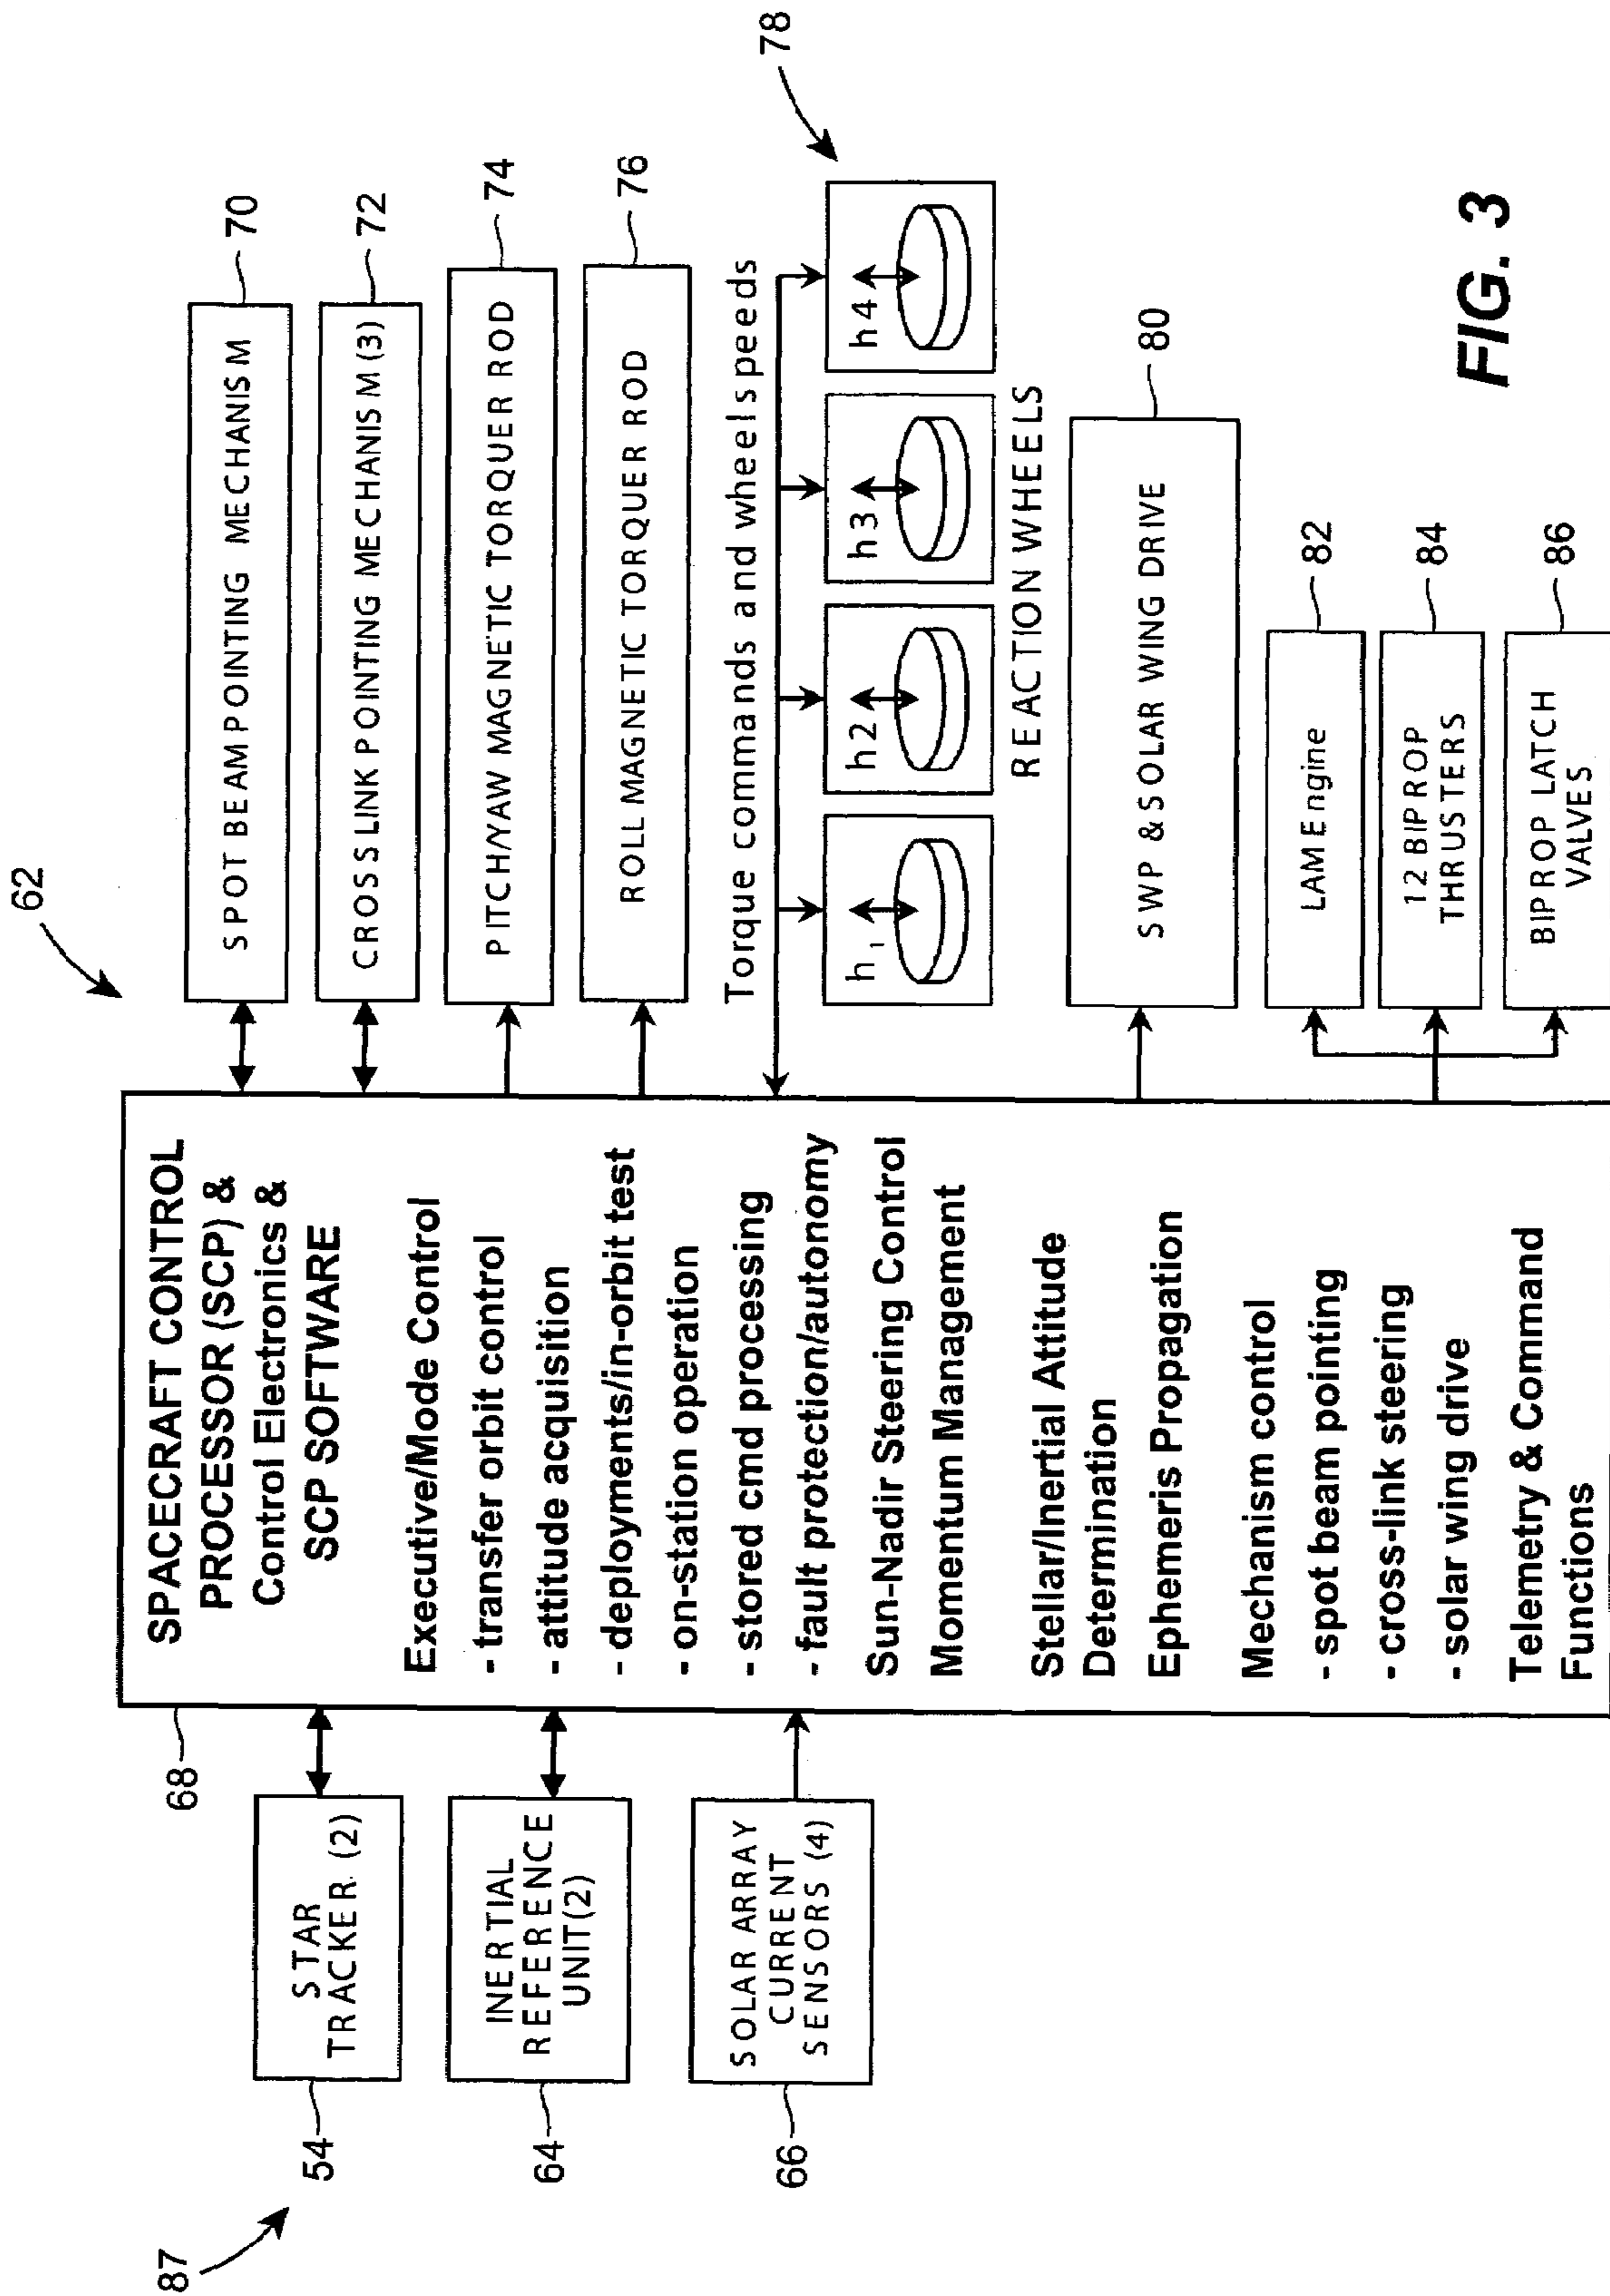 62
87
54
STAR
TRACKER (2)
64
INERTIAL
REFERENCE
UNIT(2)
66
SOLAR ARRAY
CURRENT
SENSORS (4)
68
SPACECRAFT CONTROL
PROCESSOR (SCP) &
Control Electronics &
SCP SOFTWARE
Executive/Mode Control
- transfer orbit control
- attitude acquisition
- deployments/in-orbit test
- on-station operation
- stored cmd processing
- fault protection/autonomy
Sun-Nadir Steering Control
Momentum Management
Stellar/Inertial Attitude
Determination
Ephemeris Propagation
Mechanism control
- spot beam pointing
- cross-link steering
- solar wing drive
Telemetry & Command
Functions
SPOT BEAM POINTING MECHANISM
70
CROSS LINK POINTING MECHANISM (3)
72
PITCH/YAW MAGNETIC TORQUER ROD
74
ROLL MAGNETIC TORQUER ROD
76
Torque commands and wheel speeds
78
h1
h2
h3
h4
REACTION WHEELS
SWP & SOLAR WING DRIVE
80
LAM Engine
82
12 BIPROP
THRUSTERS
84
BIPROP LATCH
VALVES
86
FIG. 3